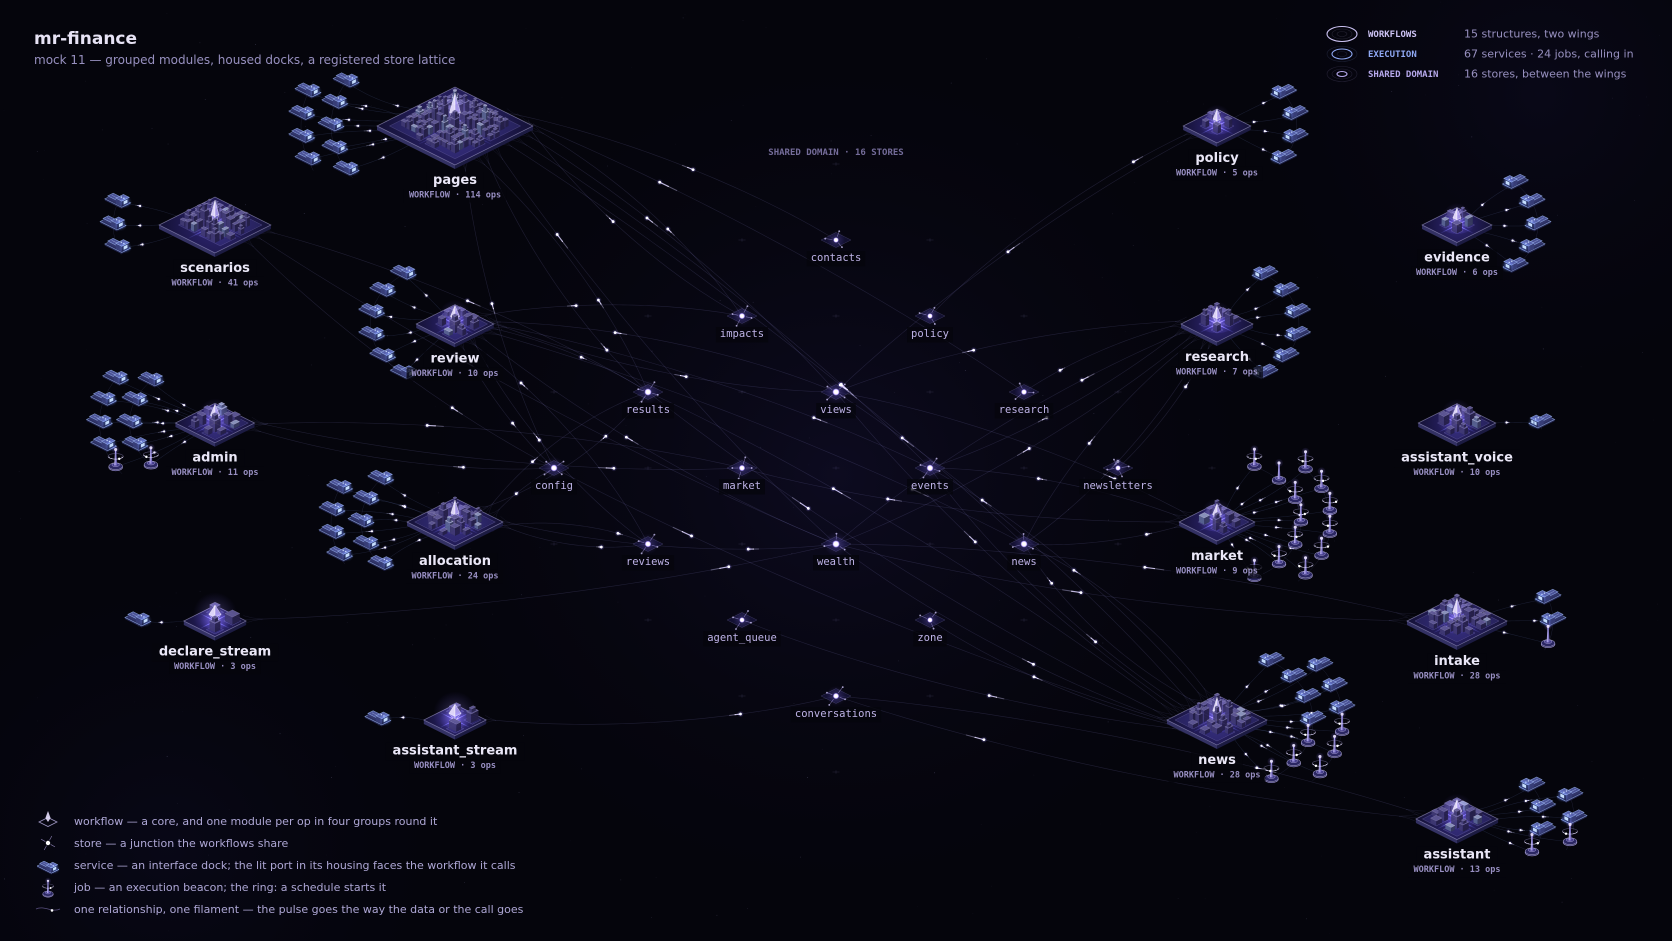 mr-finance
mock 11 — grouped modules, housed docks, a registered store lattice
WORKFLOWS 15 structures, two wings
EXECUTION 67 services · 24 jobs, calling in
SHARED DOMAIN 16 stores, between the wings
SHARED DOMAIN · 16 STORES
pages
WORKFLOW · 114 ops
policy
WORKFLOW · 5 ops
scenarios
WORKFLOW · 41 ops
evidence
WORKFLOW · 6 ops
contacts
impacts
policy
review
WORKFLOW · 10 ops
research
WORKFLOW · 7 ops
results
views
research
admin
WORKFLOW · 11 ops
assistant_voice
WORKFLOW · 10 ops
config
market
events
newsletters
allocation
WORKFLOW · 24 ops
market
WORKFLOW · 9 ops
reviews
wealth
news
declare_stream
WORKFLOW · 3 ops
agent_queue
zone
intake
WORKFLOW · 28 ops
conversations
assistant_stream
WORKFLOW · 3 ops
news
WORKFLOW · 28 ops
assistant
WORKFLOW · 13 ops
workflow — a core, and one module per op in four groups round it
store — a junction the workflows share
service — an interface dock; the lit port in its housing faces the workflow it calls
job — an execution beacon; the ring: a schedule starts it
one relationship, one filament — the pulse goes the way the data or the call goes